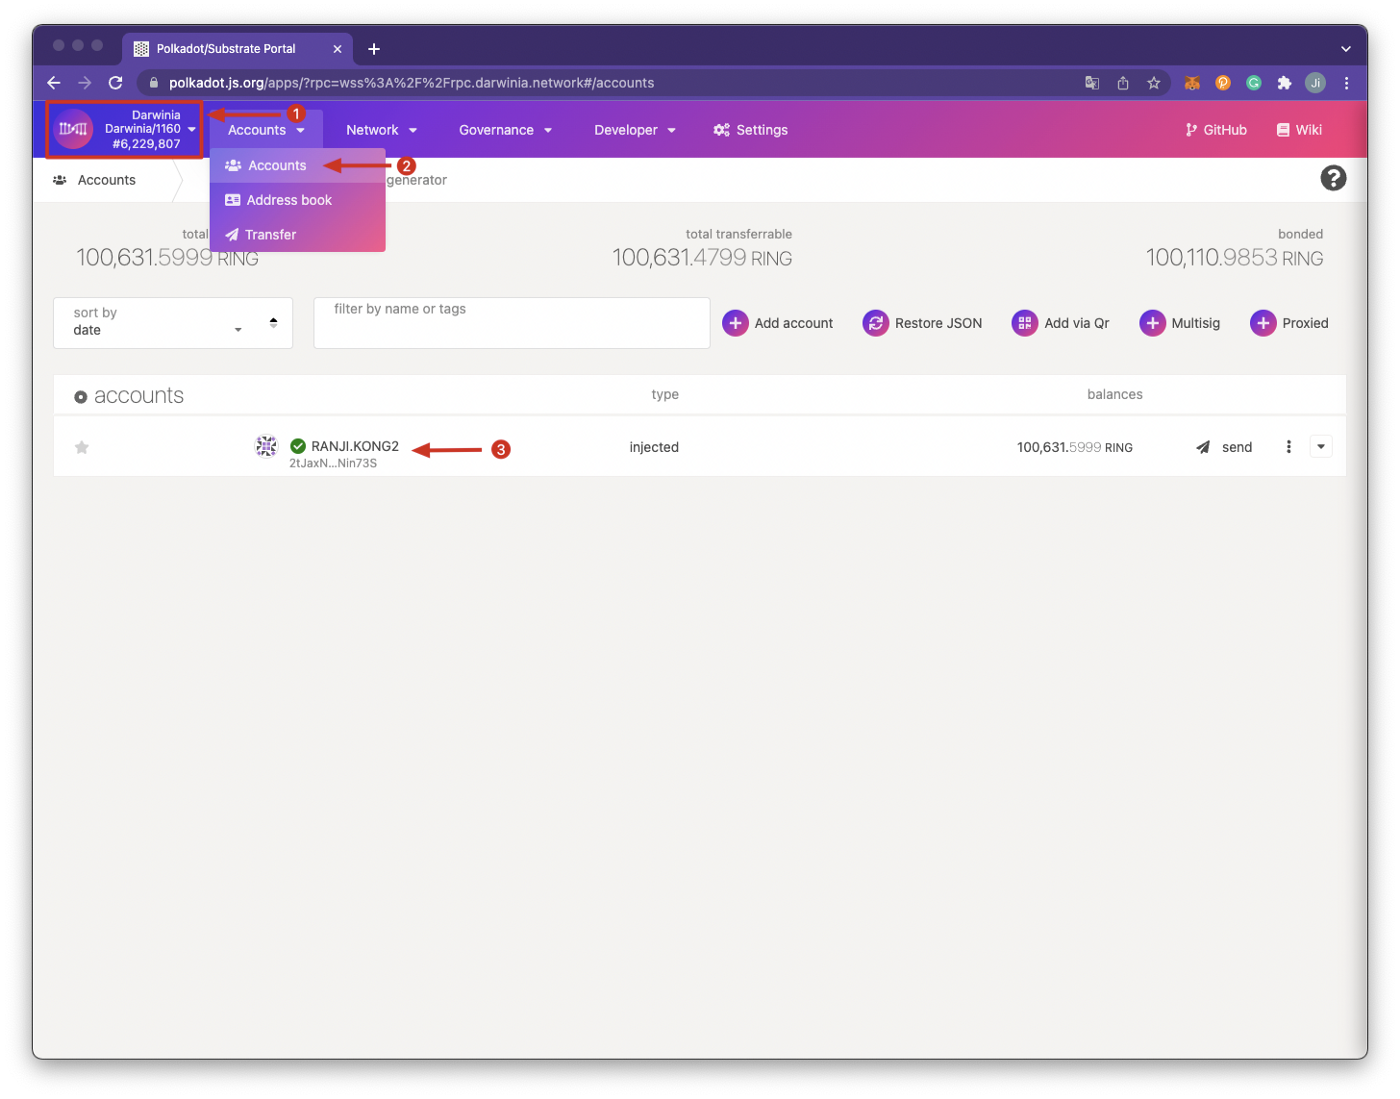 Polkadot/Substrate Portal
polkadot.js.org/apps/?rpc=wss%3A%2F%2Frpc.darwinia.network#/accounts
Ji
Darwinia
Darwinia/1160
#6,229,807
1
Accounts
Network
Governance
Developer
Settings
GitHub
Wiki
Accounts
2
Address book
Transfer
Accounts
generator
total
100,631.5999 RING
total transferrable
100,631.4799 RING
bonded
100,110.9853 RING
sort by
date
filter by name or tags
Add account
Restore JSON
Add via Qr
Multisig
Proxied
accounts
type
balances
RANJI.KONG2
2tJaxN...Nin73S
3
injected
100,631.5999 RING
send